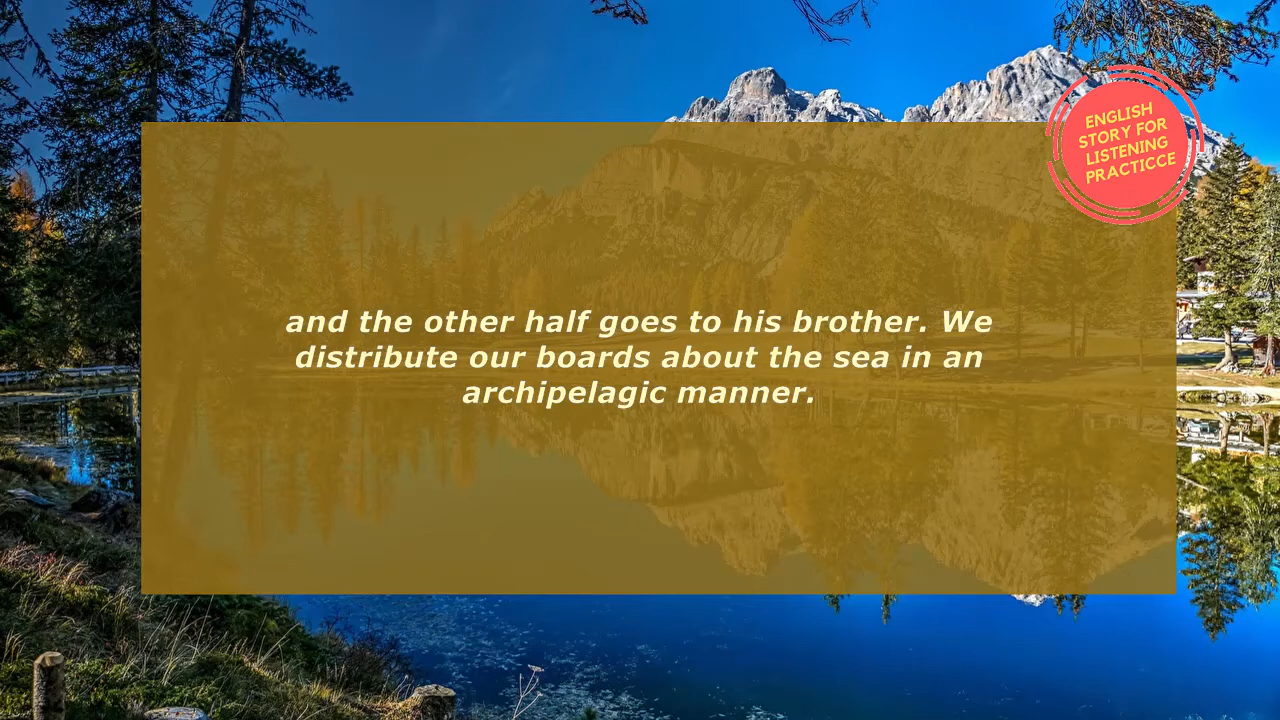 ENGLISH
STORY FOR
LISTENING
PRACTICCE
and the other half goes to his brother. We
distribute our boards about the sea in an
archipelagic manner.